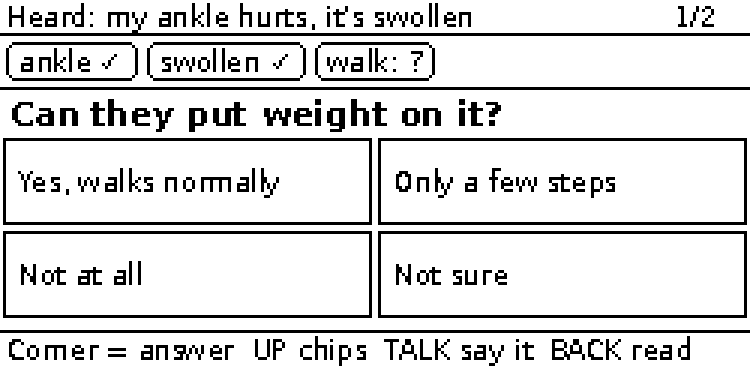 Heard: my ankle hurts, it's swollen 1/2
ankle ✓ swollen ✓ walk: ?
Can they put weight on it?
Yes, walks normally Only a few steps
Not at all Not sure
Corner = answer UP chips TALK say it BACK read